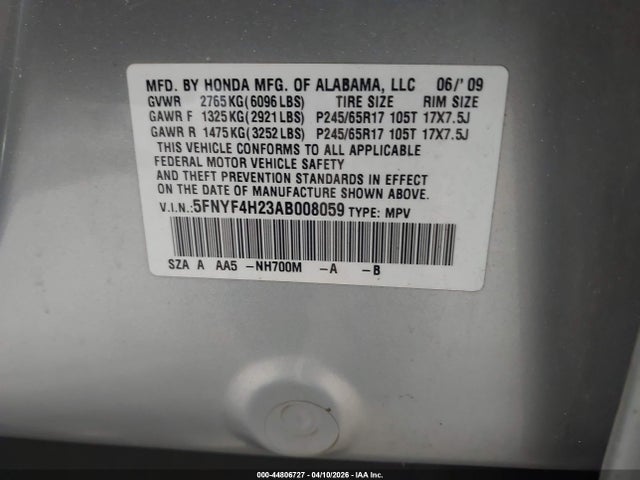 MFD. BY HONDA MFG. OF ALABAMA, LLC 06/'09
GVWR 2765KG(6096LBS) TIRE SIZE RIM SIZE
GAWR F 1325KG(2921LBS) P245/65R17 105T 17X7.5J
GAWR R 1475KG(3252LBS) P245/65R17 105T 17X7.5J
THIS VEHICLE CONFORMS TO ALL APPLICABLE
FEDERAL MOTOR VEHICLE SAFETY
AND THEFT PREVENTION STANDARDS IN EFFECT
ON THE DATE OF MANUFACTURE SHOWN ABOVE.
V.I.N.:5FNYF4H23AB008059 TYPE: MPV
SZA A AA5 -NH700M -A -B
000-44806727 - 04/10/2026 - IAA Inc.